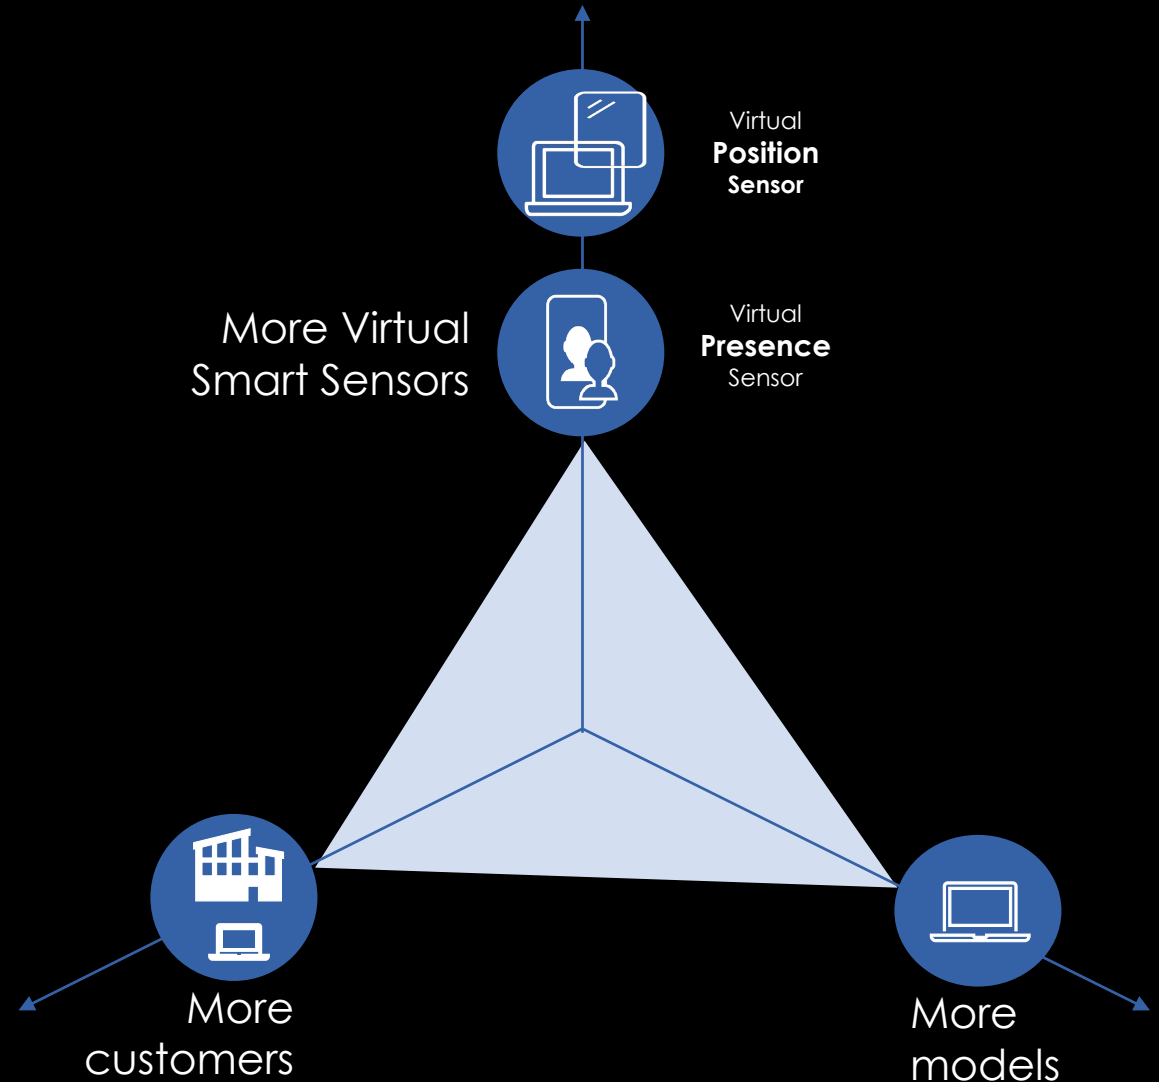 Virtual
Position
Sensor
More Virtual
Smart Sensors
Virtual
Presence
Sensor
More
customers
More
models